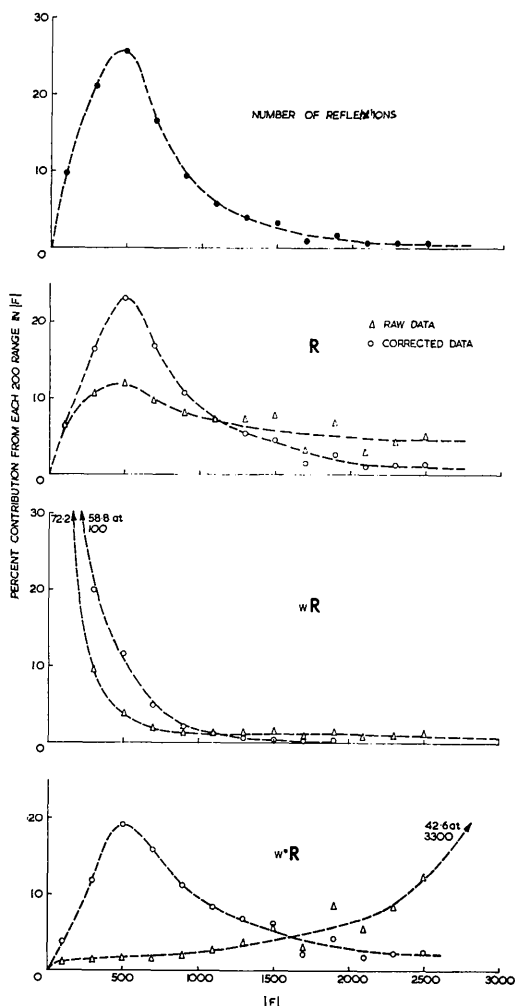 30
20
10
0
NUMBER OF
PERCENT CONTRIBUTION FROM EACH 200 RANGE IN |F|
20
10
0
R
△ RAW DATA
○ CORRECTED DATA
30
72·2
58·8 at
100
20
10
0
wR
20
10
0
w*R
42·6 at
3300
500
1000
1500
2000
2500
3000
|F|